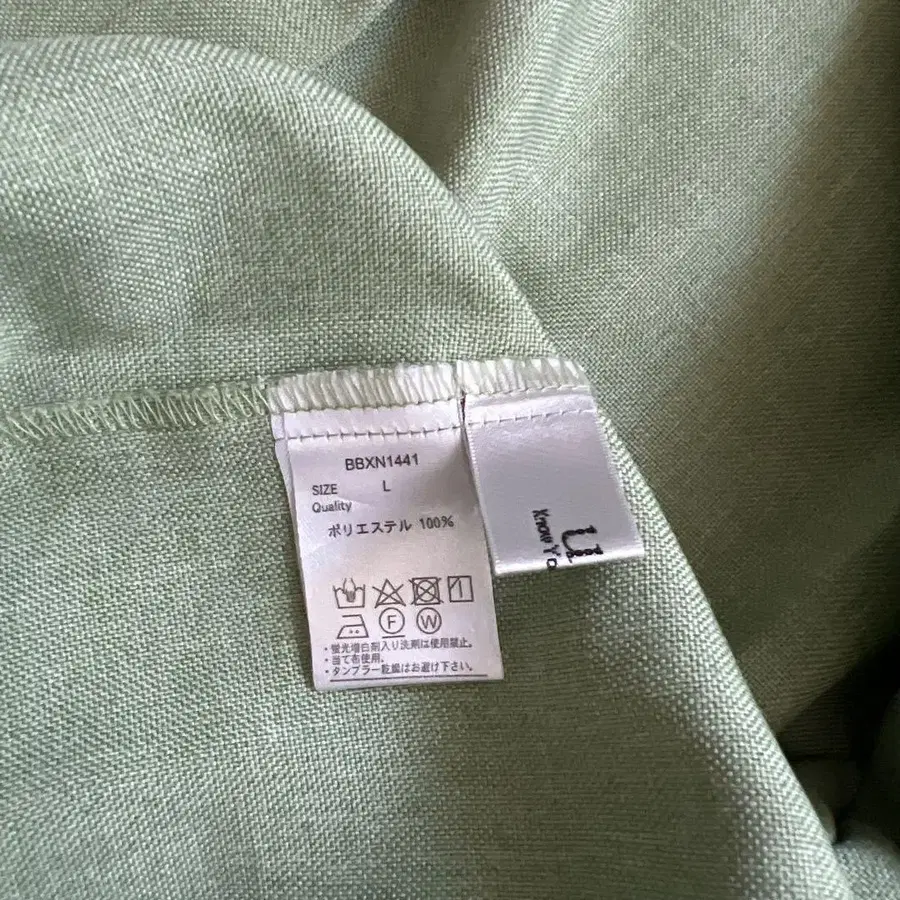 BBXN1441
SIZE L
Quality
ポリエステル 100%
F W
・蛍光増白剤入り洗剤は使用禁止。
・当て布使用。
・タンブラー乾燥はお避け下さい。
U
Know Yo